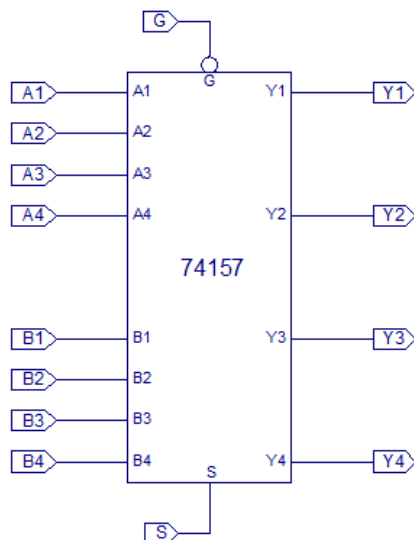 G
G
A1 A1 Y1 Y1
A2 A2
A3 A3
A4 A4 Y2 Y2
74157
B1 B1 Y3 Y3
B2 B2
B3 B3
B4 B4 Y4 Y4
S
S